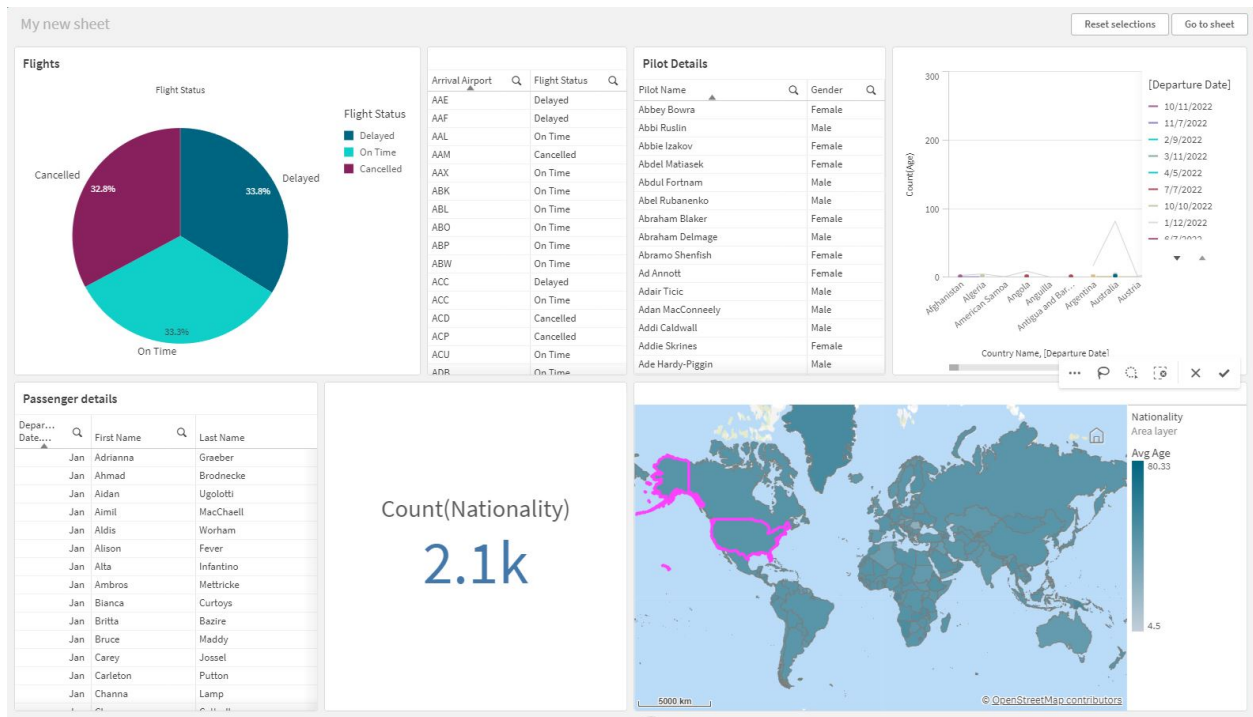 My new sheet
Reset selections
Go to sheet
Flights
Flight Status
Flight Status
Delayed
On Time
Cancelled
Cancelled
32.8%
33.8%
Delayed
33.3%
On Time
Arrival Airport Flight Status
AAE Delayed
AAF Delayed
AAL On Time
AAM Cancelled
AAX On Time
ABK On Time
ABL On Time
ABO On Time
ABP On Time
ABW On Time
ACC Delayed
ACC On Time
ACD Cancelled
ACP Cancelled
ACU On Time
ADB On Time
Pilot Details
Pilot Name Gender
Abbey Bowra Female
Abbi Ruslin Male
Abbie Izakov Female
Abdel Matiasek Female
Abdul Fortnam Male
Abel Rubanenko Male
Abraham Blaker Female
Abraham Delmage Male
Abramo Shenfish Female
Ad Annott Female
Adair Ticic Male
Adan MacConneely Male
Addi Caldwall Male
Addie Skrines Female
Ade Hardy-Piggin Male
Count(Age)
300
200
100
0
Afghanistan
Algeria
American Samoa
Angola
Anguilla
Antigua and Bar...
Argentina
Australia
Austria
Country Name, [Departure Date]
[Departure Date]
10/11/2022
11/7/2022
2/9/2022
3/11/2022
4/5/2022
7/7/2022
10/10/2022
1/12/2022
6/7/2022
Passenger details
Depar...
Date....
First Name Last Name
Jan Adrianna Graeber
Jan Ahmad Brodnecke
Jan Aidan Ugolotti
Jan Aimil MacChaell
Jan Aldis Worham
Jan Alison Fever
Jan Alta Infantino
Jan Ambros Mettricke
Jan Bianca Curtoys
Jan Britta Bazire
Jan Bruce Maddy
Jan Carey Jossel
Jan Carleton Putton
Jan Channa Lamp
Count(Nationality)
2.1k
5000 km
© OpenStreetMap contributors
Nationality
Area layer
Avg Age
80.33
4.5